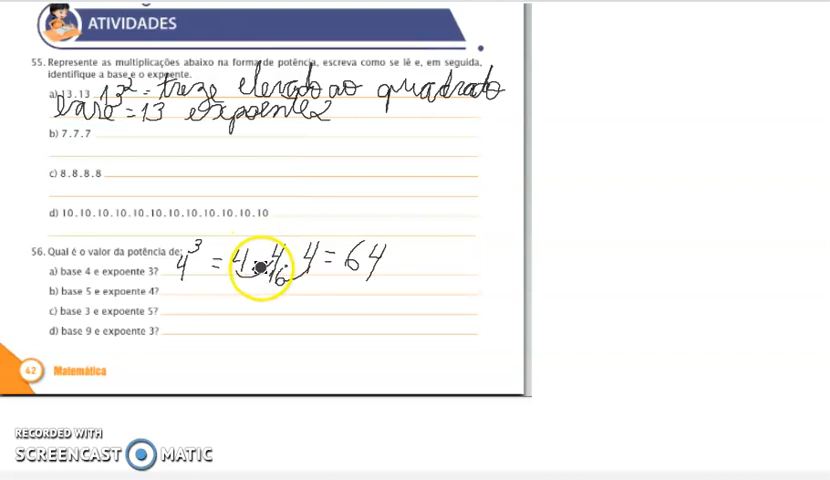 ATIVIDADES
55. Represente as multiplicações abaixo na forma de potência, escreva como se lê e, em seguida,
identifique a base e o expoente.
a) 13.13 13² = treze elevado ao quadrado
base = 13 expoente 2
b) 7.7.7
c) 8.8.8.8
d) 10.10.10.10.10.10.10.10.10.10.10.10
56. Qual é o valor da potência de:
4³ = 4 . 4 . 4 = 64
16
a) base 4 e expoente 3?
b) base 5 e expoente 4?
c) base 3 e expoente 5?
d) base 9 e expoente 3?
42 Matemática
RECORDED WITH
SCREENCAST MATIC